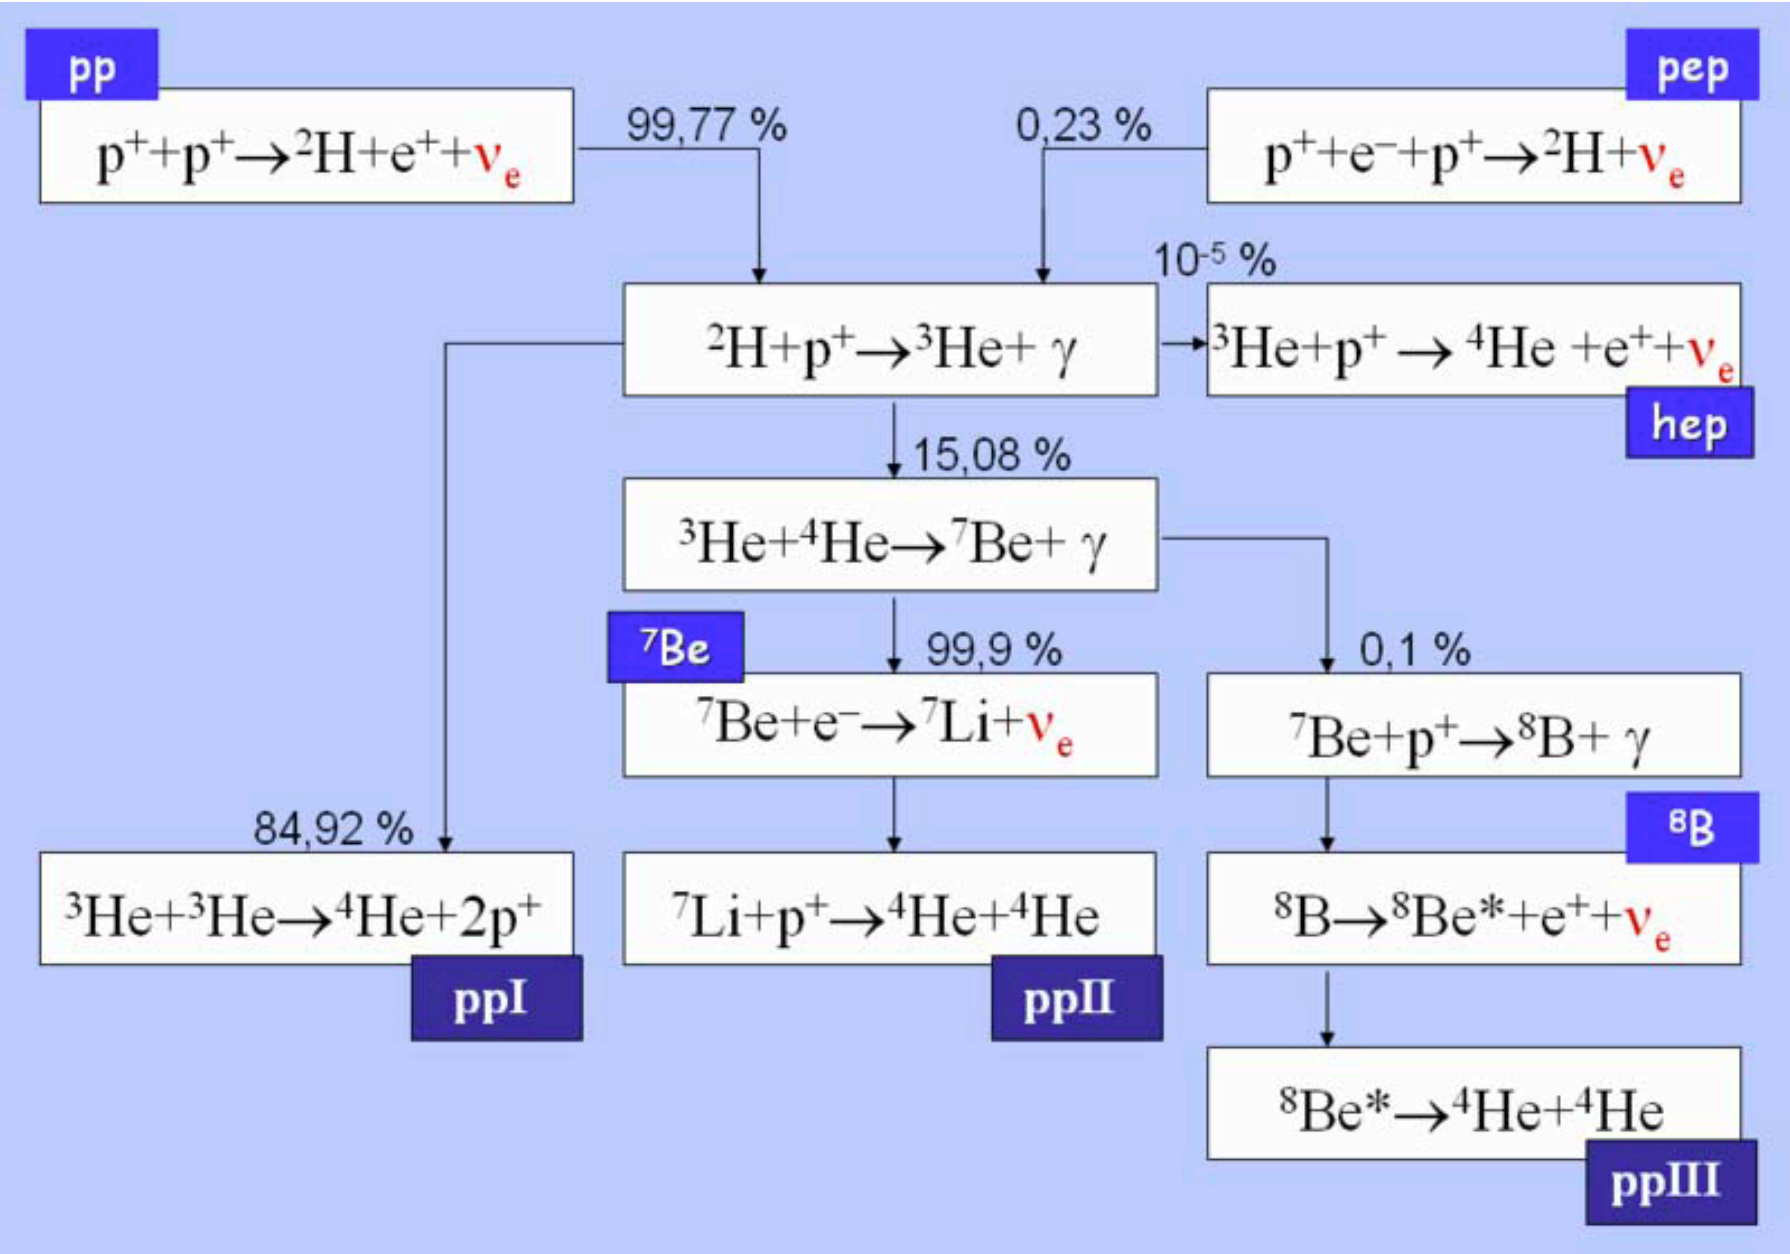 pp
pep
99,77 %
0,23 %
p⁺+p⁺→²H+e⁺+νₑ
p⁺+e⁻+p⁺→²H+νₑ
10⁻⁵ %
²H+p⁺→³He+ γ
³He+p⁺ → ⁴He +e⁺+νₑ
hep
15,08 %
³He+⁴He→⁷Be+ γ
⁷Be
99,9 %
0,1 %
⁷Be+e⁻→⁷Li+νₑ
⁷Be+p⁺→⁸B+ γ
84,92 %
⁸B
³He+³He→⁴He+2p⁺
⁷Li+p⁺→⁴He+⁴He
⁸B→⁸Be*+e⁺+νₑ
ppI
ppII
⁸Be*→⁴He+⁴He
ppIII